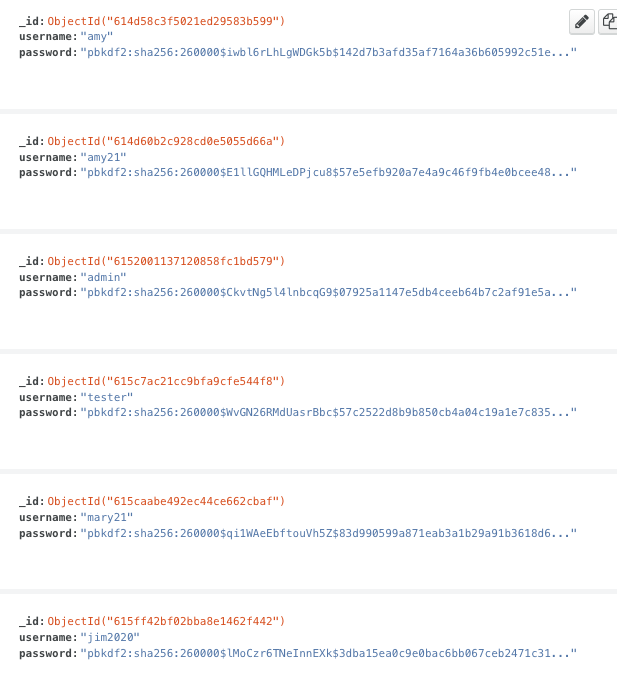 _id: ObjectId("614d58c3f5021ed29583b599")
username: "amy"
password: "pbkdf2:sha256:260000$iwbl6rLhLgWDGk5b$142d7b3afd35af7164a36b605992c51e..."
_id: ObjectId("614d60b2c928cd0e5055d66a")
username: "amy21"
password: "pbkdf2:sha256:260000$E1llGQHMLeDPjcu8$57e5efb920a7e4a9c46f9fb4e0bcee48..."
_id: ObjectId("6152001137120858fc1bd579")
username: "admin"
password: "pbkdf2:sha256:260000$CkvtNg5l4lnbcqG9$07925a1147e5db4ceeb64b7c2af91e5a..."
_id: ObjectId("615c7ac21cc9bfa9cfe544f8")
username: "tester"
password: "pbkdf2:sha256:260000$WvGN26RMdUasrBbc$57c2522d8b9b850cb4a04c19a1e7c835..."
_id: ObjectId("615caabe492ec44ce662cbaf")
username: "mary21"
password: "pbkdf2:sha256:260000$qi1WAeEbftouVh5Z$83d990599a871eab3a1b29a91b3618d6..."
_id: ObjectId("615ff42bf02bba8e1462f442")
username: "jim2020"
password: "pbkdf2:sha256:260000$lMoCzr6TNeInnEXk$3dba15ea0c9e0bac6bb067ceb2471c31..."